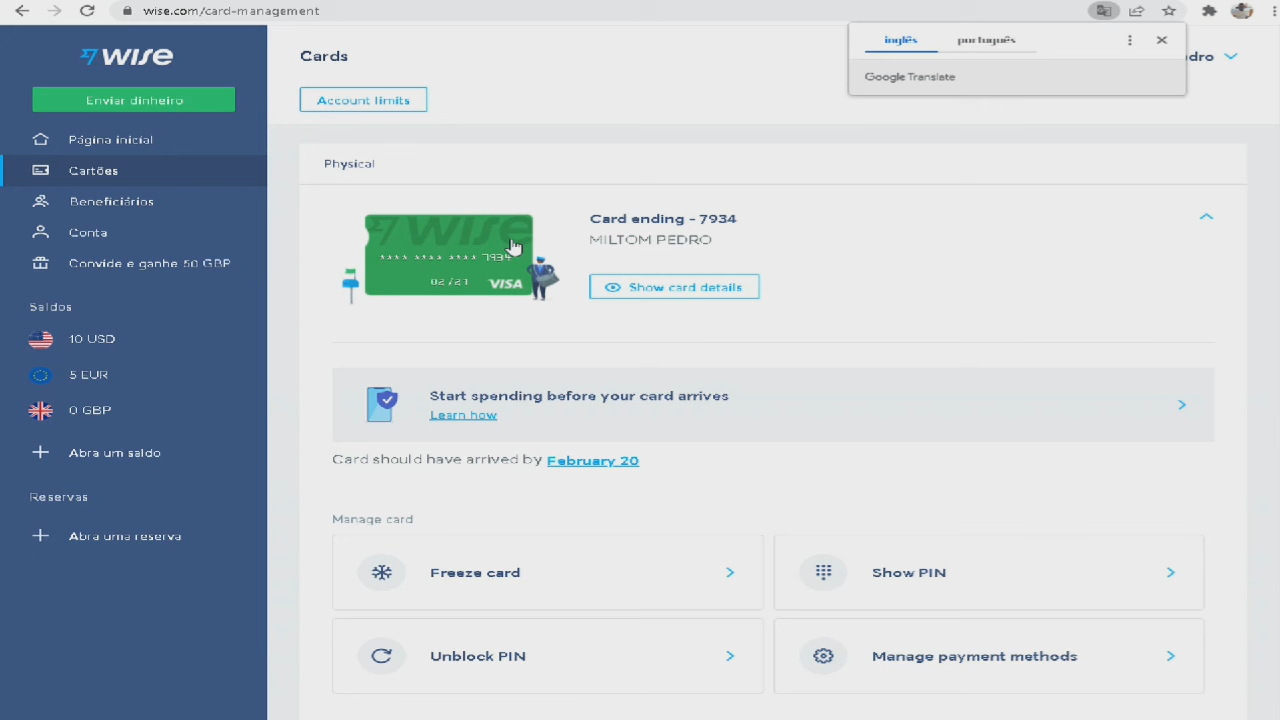 wise.com/card-management
WISE
Enviar dinheiro
Página inicial
Cartões
Beneficiários
Conta
Convide e ganhe 50 GBP
Saldos
10 USD
5 EUR
0 GBP
Abra um saldo
Reservas
Abra uma reserva
Cards
Account limits
inglês português
Google Translate
dro
Physical
WISE
**** **** **** 7934
02/27
VISA
Card ending - 7934
MILTOM PEDRO
Show card details
Start spending before your card arrives
Learn how
Card should have arrived by February 20
Manage card
Freeze card
Show PIN
Unblock PIN
Manage payment methods